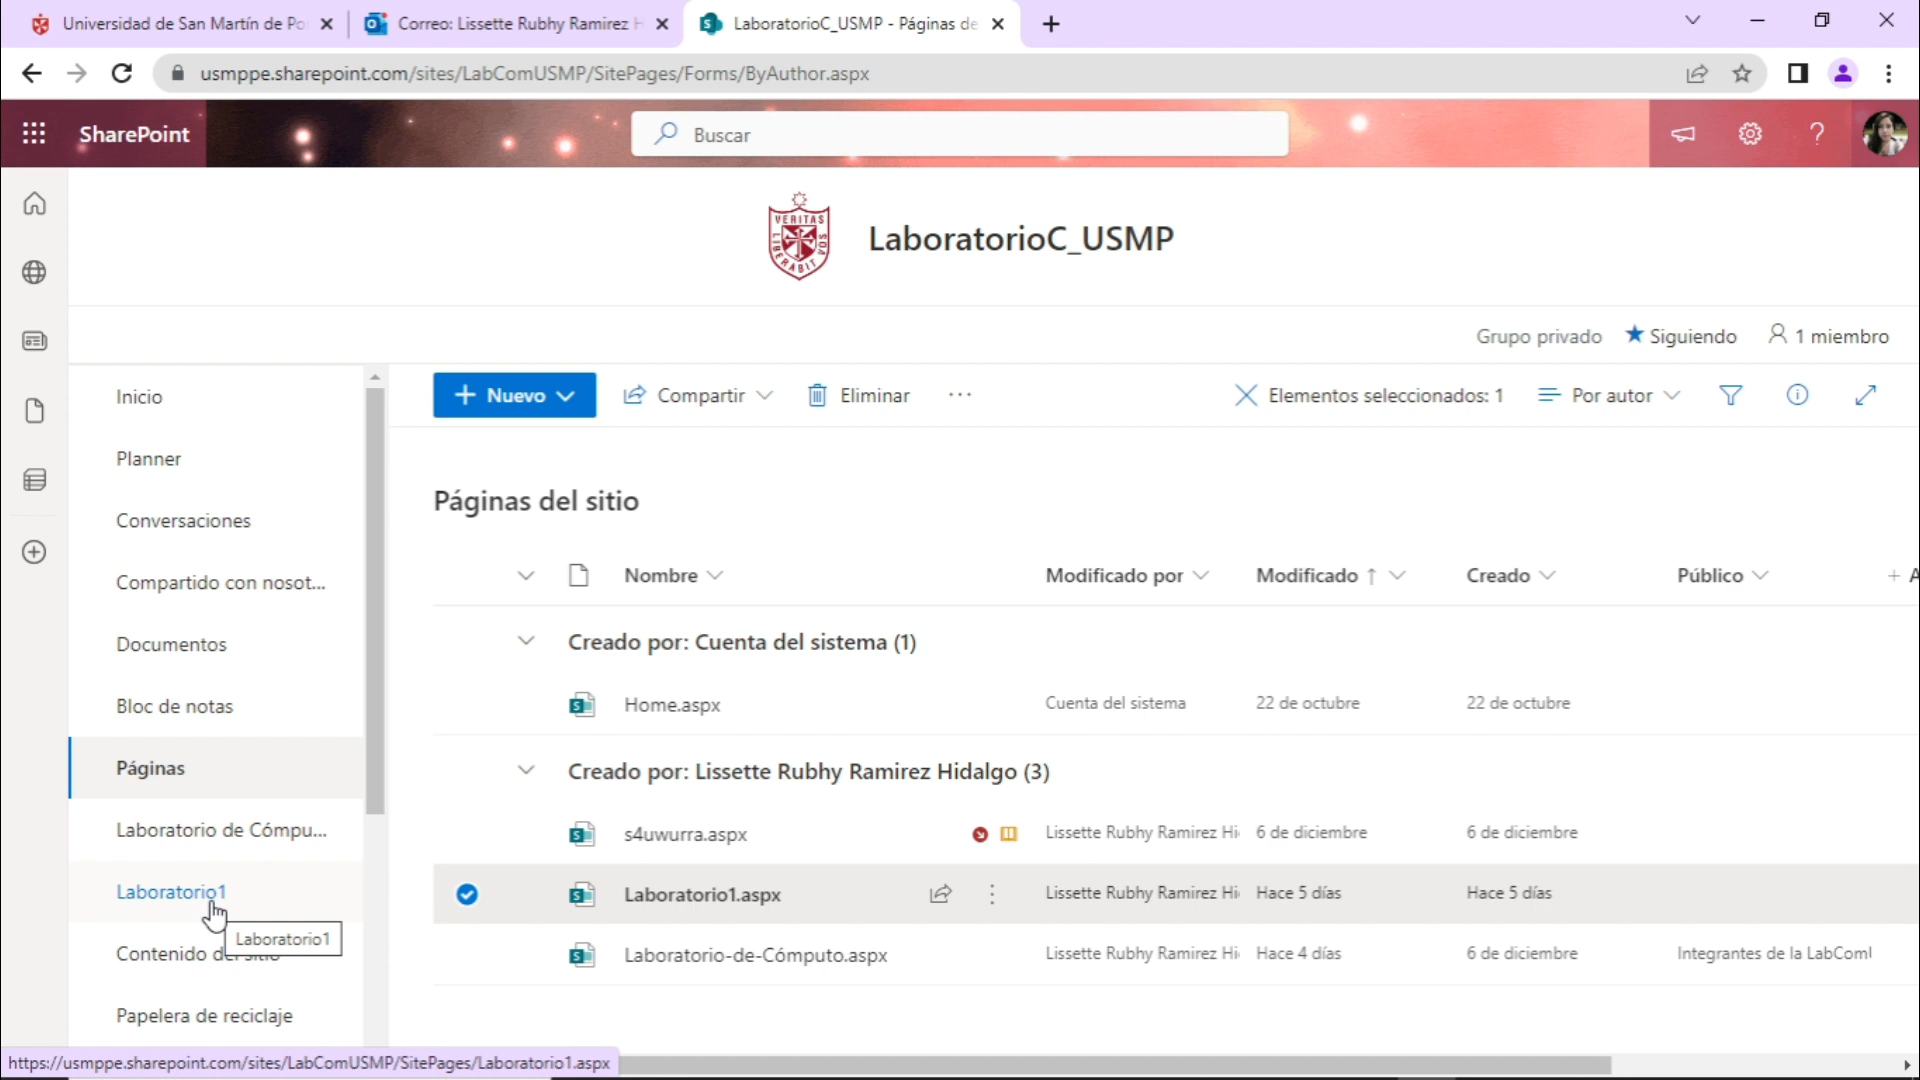 Universidad de San Martín de Po
Correo: Lissette Rubhy Ramirez H
LaboratorioC_USMP - Páginas de
usmppe.sharepoint.com/sites/LabComUSMP/SitePages/Forms/ByAuthor.aspx
SharePoint
Buscar
VERITAS
LIBERABIT VOS
LaboratorioC_USMP
Grupo privado
Siguiendo
1 miembro
Inicio
Planner
Conversaciones
Compartido con nosot...
Documentos
Bloc de notas
Páginas
Laboratorio de Cómpu...
Laboratorio1
Laboratorio1
Contenido del sitio
Papelera de reciclaje
Nuevo
Compartir
Eliminar
Elementos seleccionados: 1
Por autor
Páginas del sitio
Nombre Modificado por Modificado ↑ Creado Público + A
Creado por: Cuenta del sistema (1)
Home.aspx Cuenta del sistema 22 de octubre 22 de octubre
Creado por: Lissette Rubhy Ramirez Hidalgo (3)
s4uwurra.aspx Lissette Rubhy Ramirez Hi 6 de diciembre 6 de diciembre
Laboratorio1.aspx Lissette Rubhy Ramirez Hi Hace 5 días Hace 5 días
Laboratorio-de-Cómputo.aspx Lissette Rubhy Ramirez Hi Hace 4 días 6 de diciembre Integrantes de la LabComl
https://usmppe.sharepoint.com/sites/LabComUSMP/SitePages/Laboratorio1.aspx